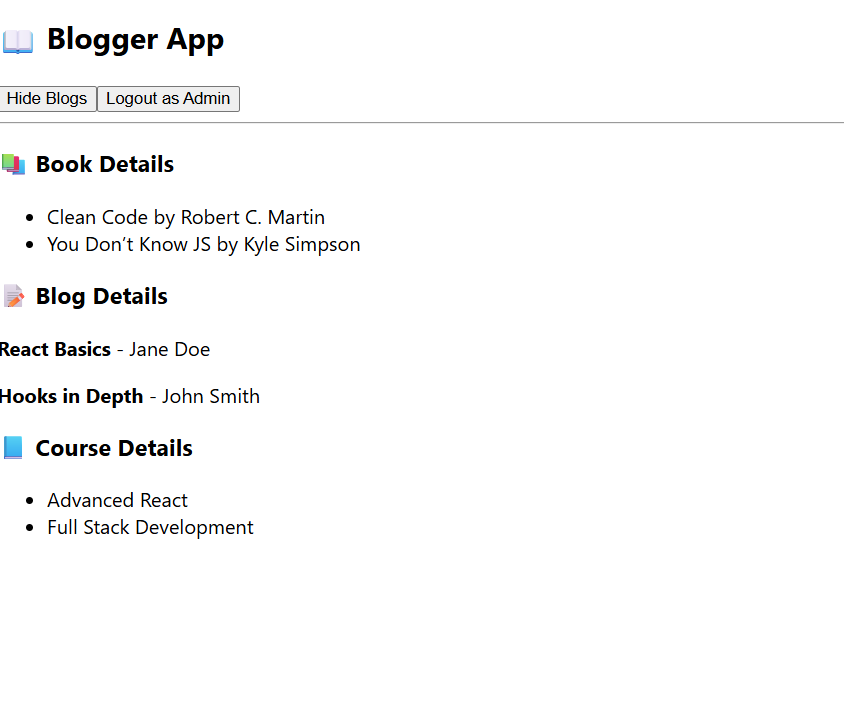 Blogger App
Hide Blogs Logout as Admin
Book Details
Clean Code by Robert C. Martin
You Don’t Know JS by Kyle Simpson
Blog Details
React Basics - Jane Doe
Hooks in Depth - John Smith
Course Details
Advanced React
Full Stack Development